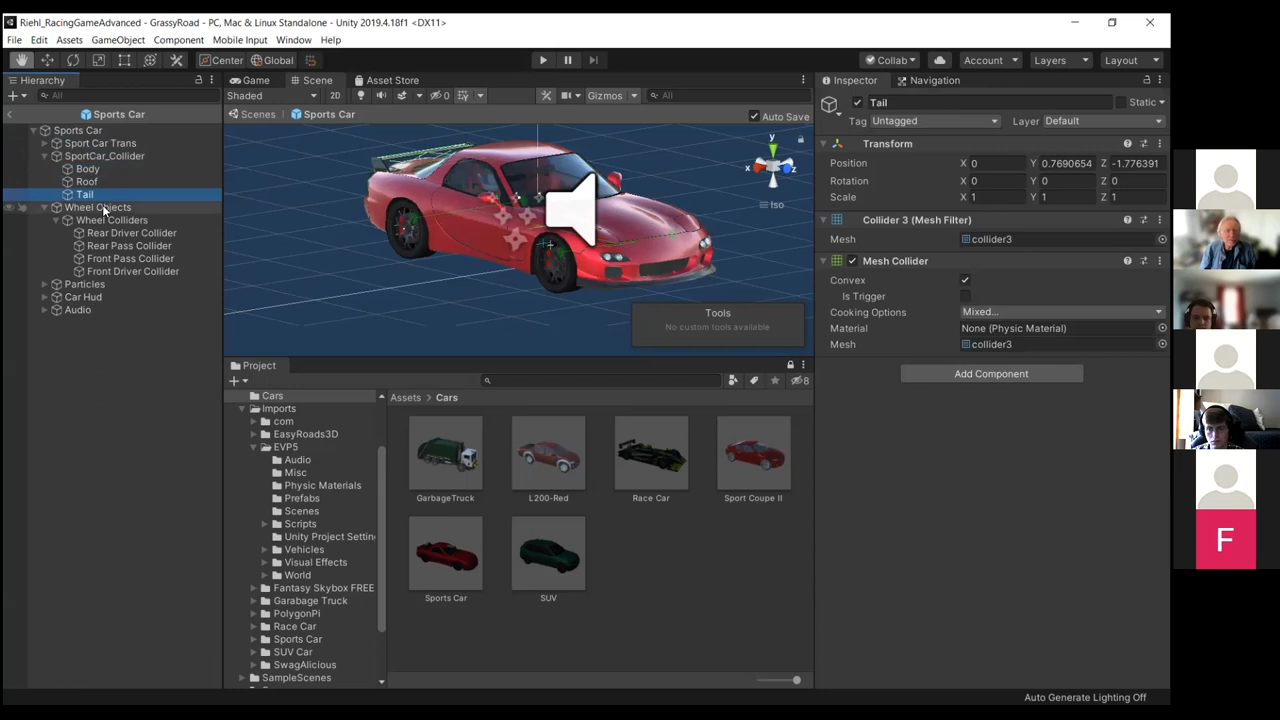 Riehl_RacingGameAdvanced - GrassyRoad - PC, Mac & Linux Standalone - Unity 2019.4.18f1 <DX11>
File Edit Assets GameObject Component Mobile Input Window Help
Center Global Collab Account Layers Layout
Hierarchy
All
Sports Car
Sports Car
Sport Car Trans
SportCar_Collider
Body
Roof
Tail
Wheel Objects
Wheel Colliders
Rear Driver Collider
Rear Pass Collider
Front Pass Collider
Front Driver Collider
Particles
Car Hud
Audio
Game Scene Asset Store
Shaded 2D 0 Gizmos All
Scenes Sports Car Auto Save
y
x z
Iso
Tools
No custom tools available
Project
8
Cars
Imports
com
EasyRoads3D
EVP5
Audio
Misc
Physic Materials
Prefabs
Scenes
Scripts
Unity Project Settin
Vehicles
Visual Effects
World
Fantasy Skybox FREE
Garabage Truck
PolygonPi
Race Car
Sports Car
SUV Car
SwagAlicious
SampleScenes
Assets Cars
GarbageTruck L200-Red Race Car Sport Coupe II
Sports Car SUV
Inspector Navigation
Tail Static
Tag Untagged Layer Default
Transform
Position X 0 Y 0.7690654 Z -1.776391
Rotation X 0 Y 0 Z 0
Scale X 1 Y 1 Z 1
Collider 3 (Mesh Filter)
Mesh collider3
Mesh Collider
Convex
Is Trigger
Cooking Options Mixed...
Material None (Physic Material)
Mesh collider3
Add Component
Auto Generate Lighting Off
F